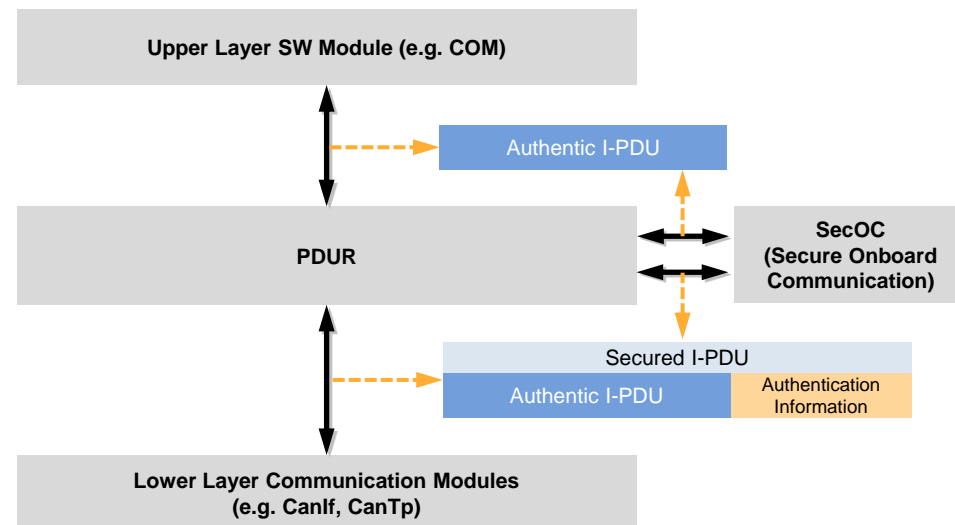 Upper Layer SW Module (e.g. COM)
Authentic I-PDU
PDUR
SecOC
(Secure Onboard
Communication)
Secured I-PDU
Authentic I-PDU
Authentication
Information
Lower Layer Communication Modules
(e.g. CanIf, CanTp)